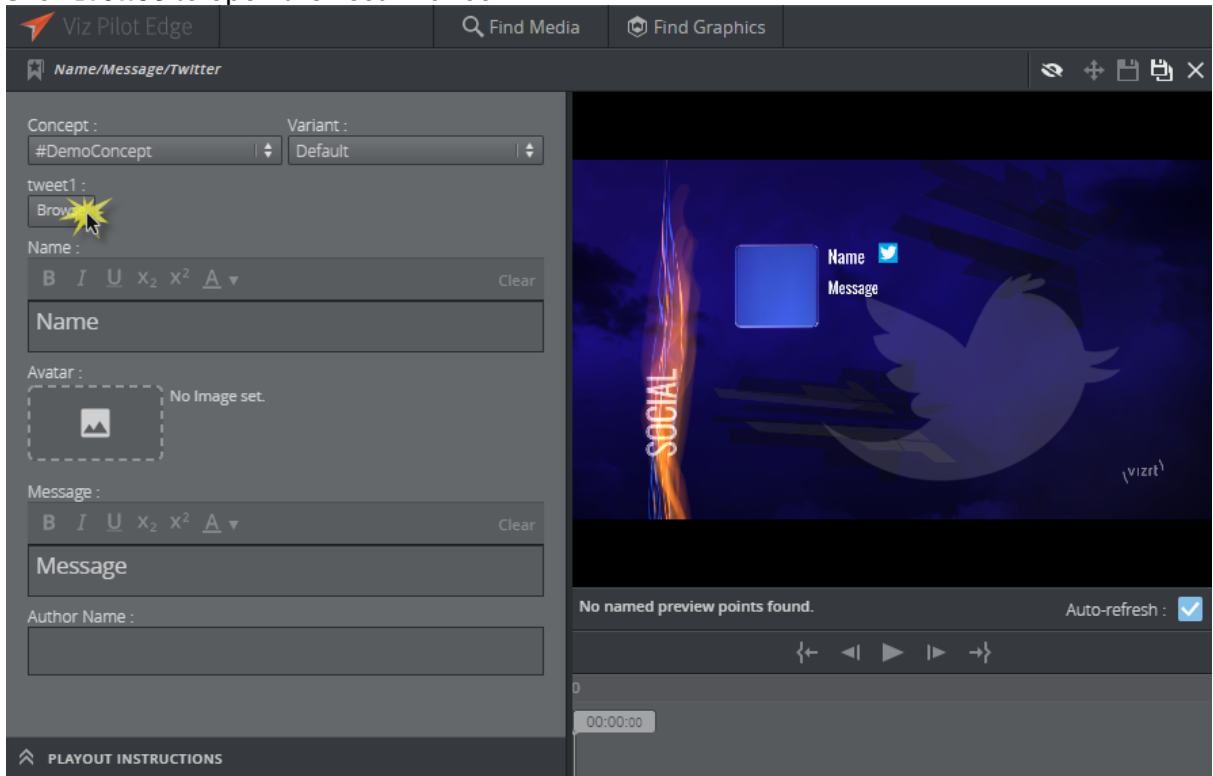 Viz Pilot Edge
Find Media
Find Graphics
Name/Message/Twitter
Concept :
Variant :
#DemoConcept
Default
tweet1 :
Name :
B I U X₂ X² A
Clear
Name
Avatar :
No Image set.
Message :
B I U X₂ X² A
Clear
Message
Author Name :
PLAYOUT INSTRUCTIONS
Name
Message
SOCIAL
vizrt
No named preview points found.
Auto-refresh :
0
00:00:00